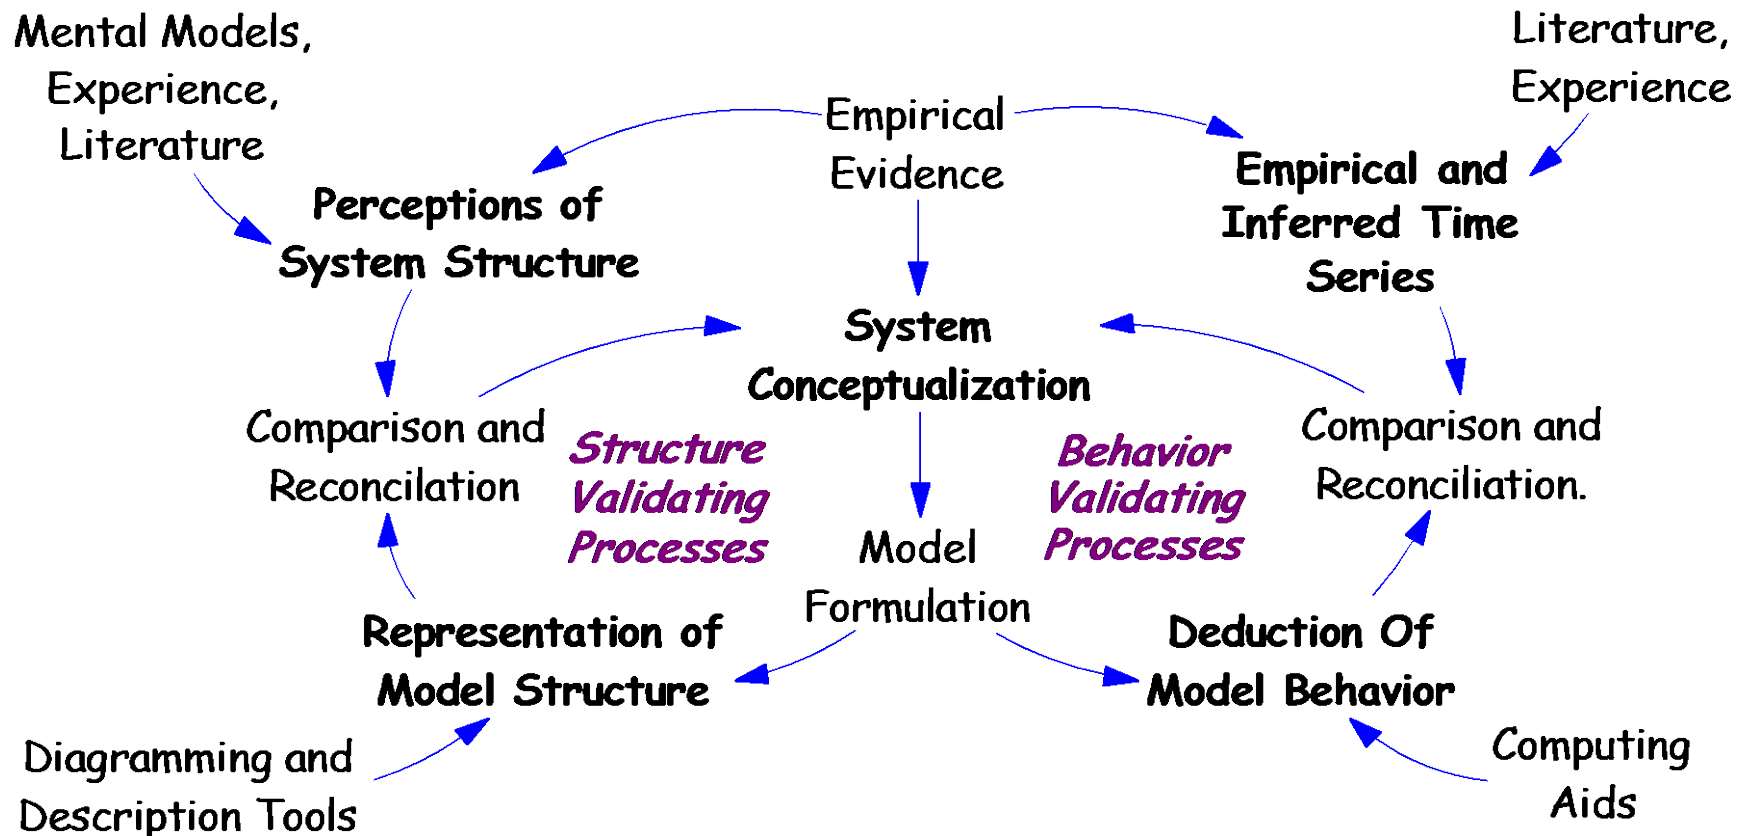 Mental Models,
Experience,
Literature
Literature,
Experience
Empirical
Evidence
Perceptions of
System Structure
Empirical and
Inferred Time
Series
System
Conceptualization
Comparison and
Reconcilation
Structure
Validating
Processes
Behavior
Validating
Processes
Comparison and
Reconciliation.
Model
Formulation
Representation of
Model Structure
Deduction Of
Model Behavior
Diagramming and
Description Tools
Computing
Aids